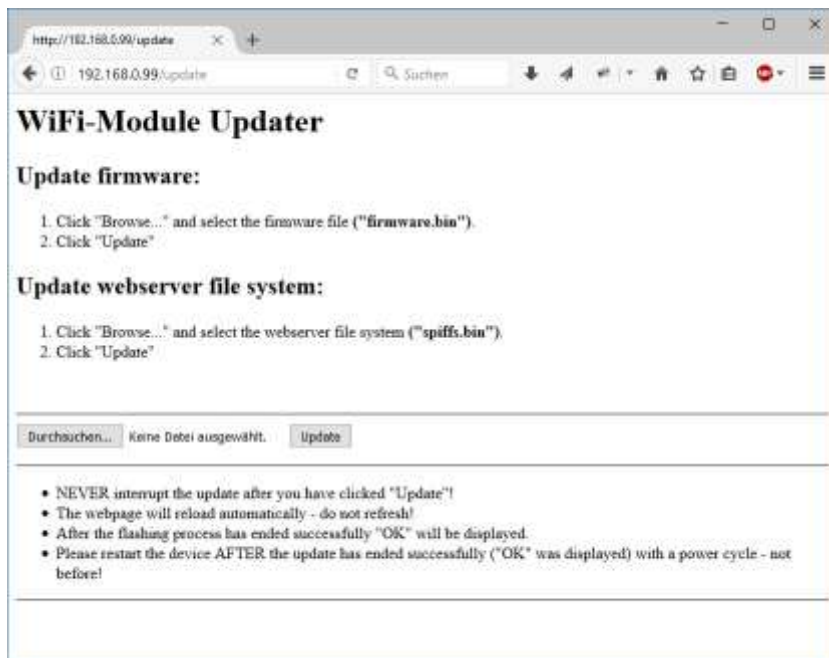 http://192.168.0.99/update
192.168.0.99/update
Suchen
WiFi-Module Updater
Update firmware:
1. Click "Browse..." and select the firmware file ("firmware.bin").
2. Click "Update"
Update webserver file system:
1. Click "Browse..." and select the webserver file system ("spiffs.bin").
2. Click "Update"
Durchsuchen... Keine Datei ausgewählt. Update
• NEVER interrupt the update after you have clicked "Update"!
• The webpage will reload automatically - do not refresh!
• After the flashing process has ended successfully "OK" will be displayed.
• Please restart the device AFTER the update has ended successfully ("OK" was displayed) with a power cycle - not
before!